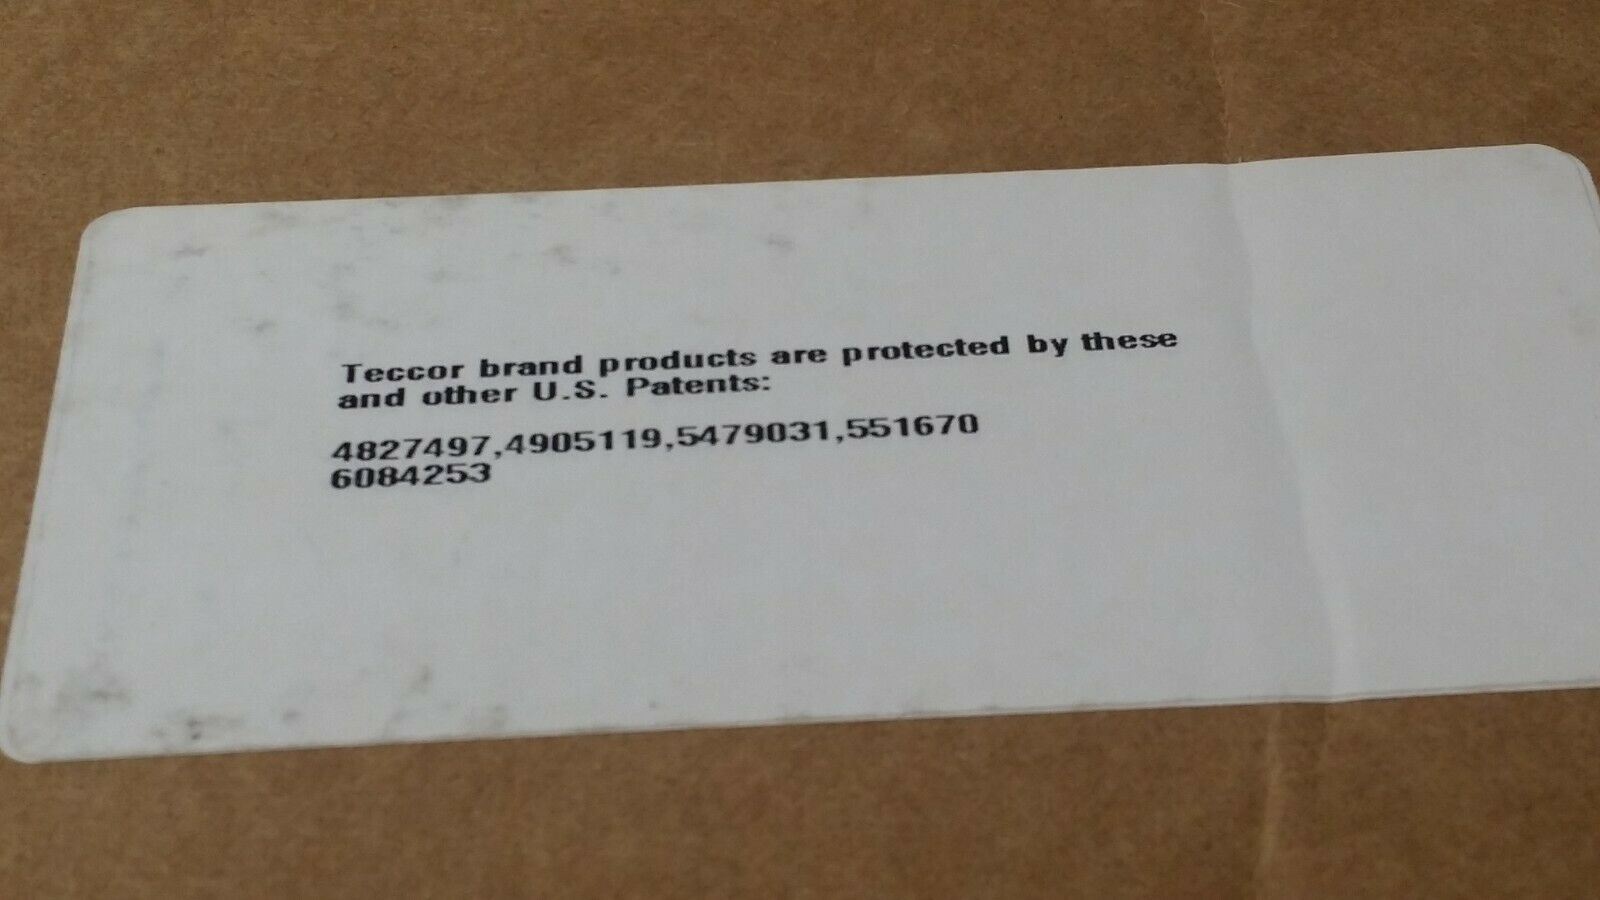 Teccor brand products are protected by these
and other U.S. Patents:
4827497,4905119,5479031,551670
6084253